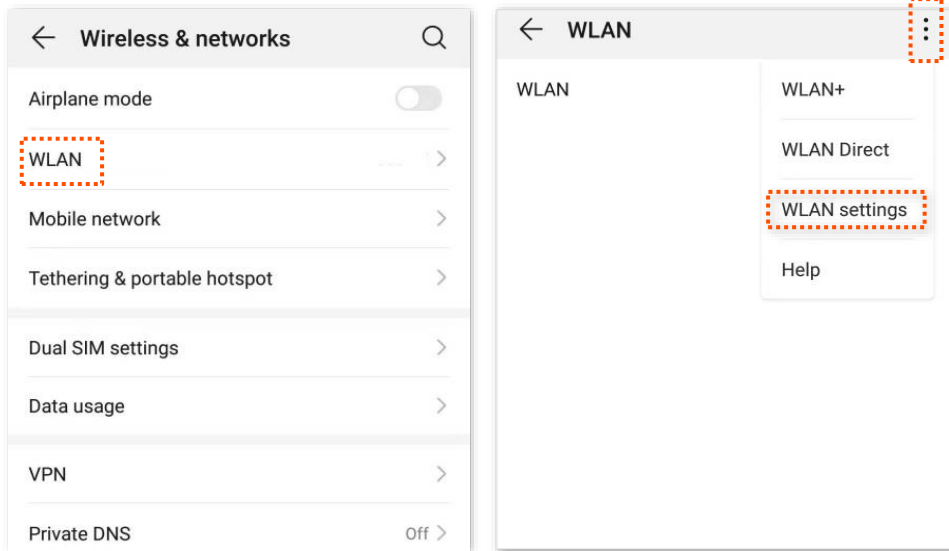 Wireless & networks
Airplane mode
WLAN
Mobile network
Tethering & portable hotspot
Dual SIM settings
Data usage
VPN
Private DNS Off
WLAN
WLAN
WLAN+
WLAN Direct
WLAN settings
Help